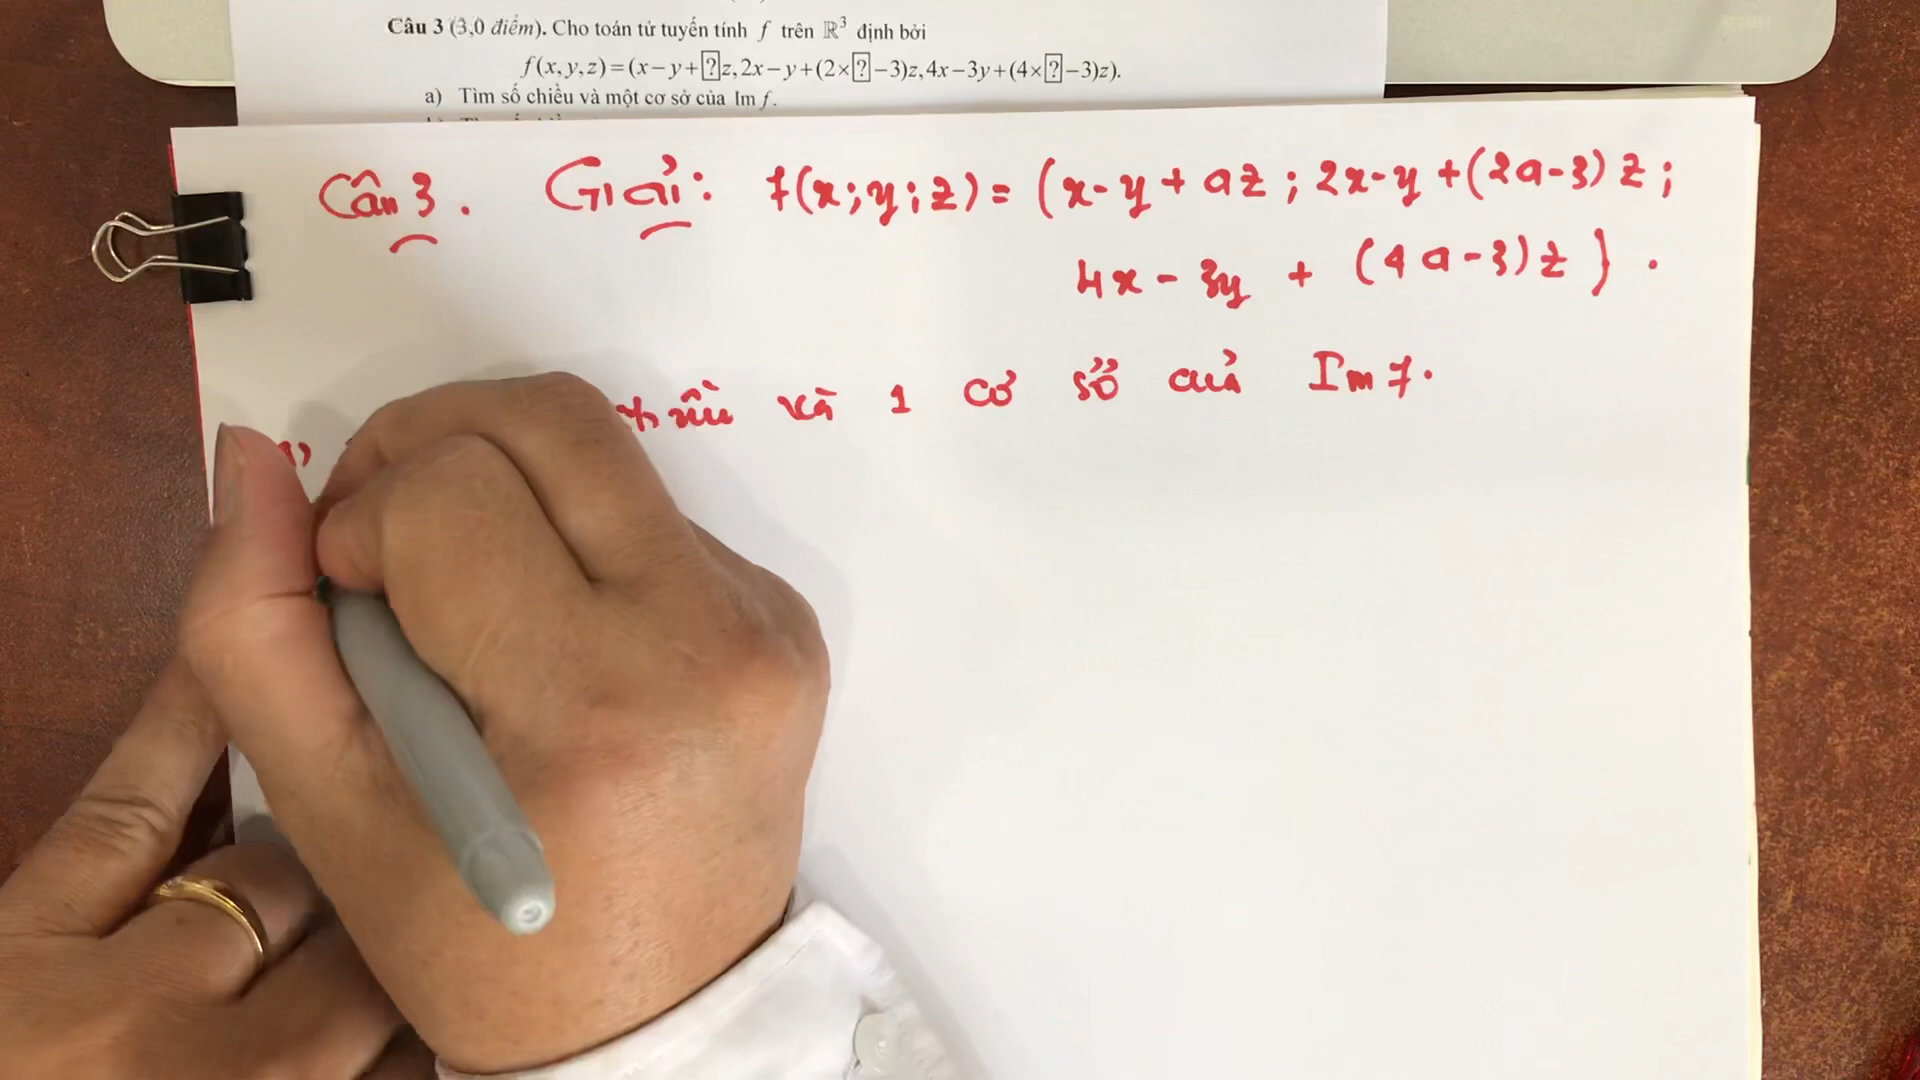 Câu 3 (3,0 điểm). Cho toán tử tuyến tính f trên ℝ³ định bởi
f(x,y,z)=(x−y+?z,2x−y+(2×?−3)z,4x−3y+(4×?−3)z).
a) Tìm số chiều và một cơ sở của Im f.
Câu 3. Giải: f(x;y;z)=(x-y+az;2x-y+(2a-3)z;
4x-3y+(4a-3)z).
và 1 cơ sở của Im f.